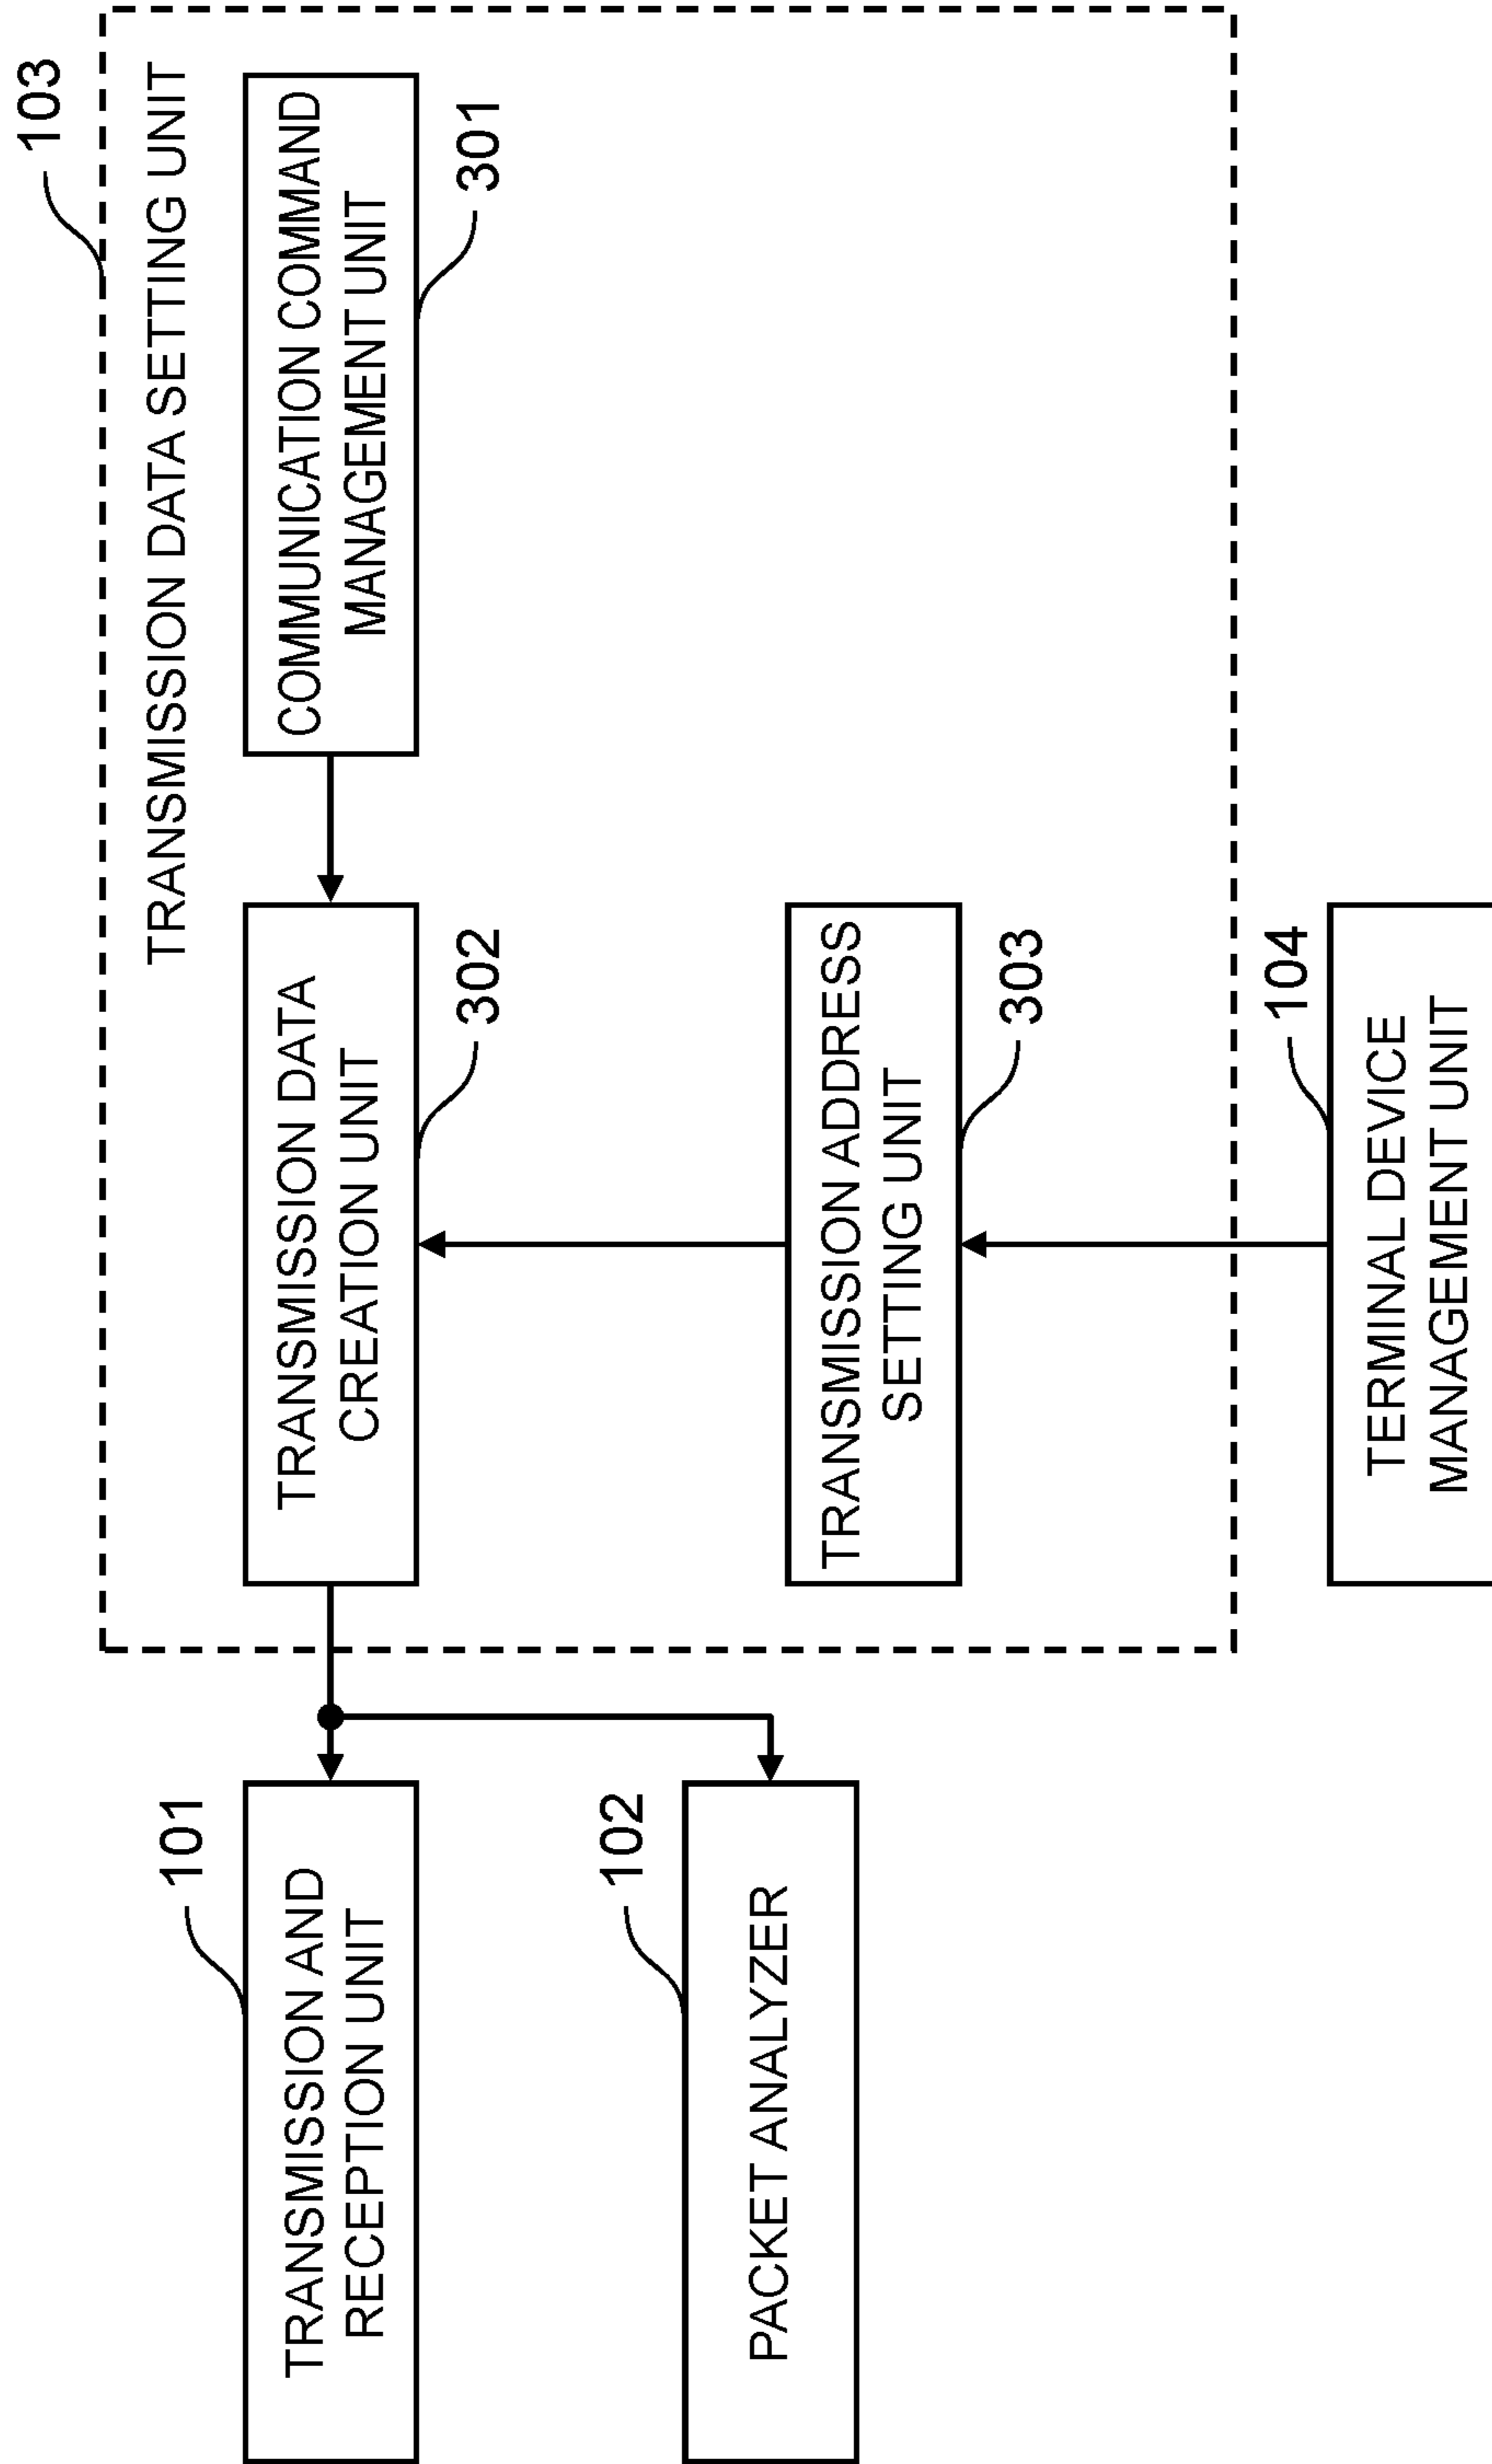 103
TRANSMISSION DATA SETTING UNIT
101
TRANSMISSION AND
RECEPTION UNIT
TRANSMISSION DATA
CREATION UNIT
302
COMMUNICATION COMMAND
MANAGEMENT UNIT
301
102
PACKET ANALYZER
TRANSMISSION ADDRESS
SETTING UNIT
303
104
TERMINAL DEVICE
MANAGEMENT UNIT